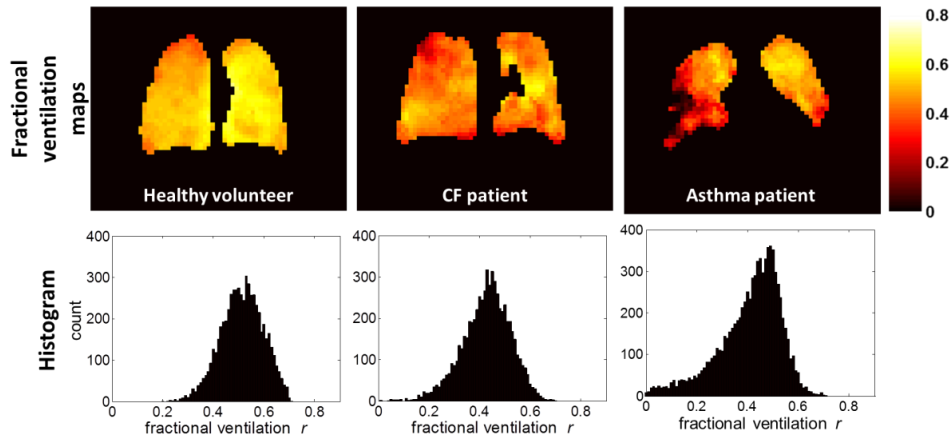 Fractional
ventilation
maps
Healthy volunteer
CF patient
Asthma patient
0.8
0.6
0.4
0.2
0
Histogram
count
400
300
200
100
0
0 0.2 0.4 0.6 0.8
fractional ventilation r
400
300
200
100
0
0 0.2 0.4 0.6 0.8
fractional ventilation r
400
300
200
100
0
0 0.2 0.4 0.6 0.8
fractional ventilation r